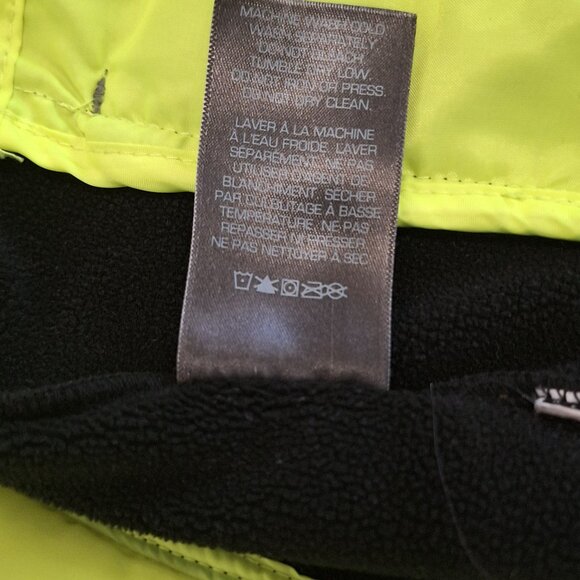 MACHINE WASH COLD.
WASH SEPARATELY.
DO NOT BLEACH.
TUMBLE DRY LOW.
DO NOT IRON OR PRESS.
DO NOT DRY CLEAN.
LAVER À LA MACHINE
À L'EAU FROIDE. LAVER
SÉPARÉMENT. NE PAS
UTILISER D'AGENT DE
BLANCHIMENT. SÉCHER
PAR CULBUTAGE À BASSE
TEMPÉRATURE. NE PAS
REPASSER NI PRESSER
NE PAS NETTOYER À SEC.